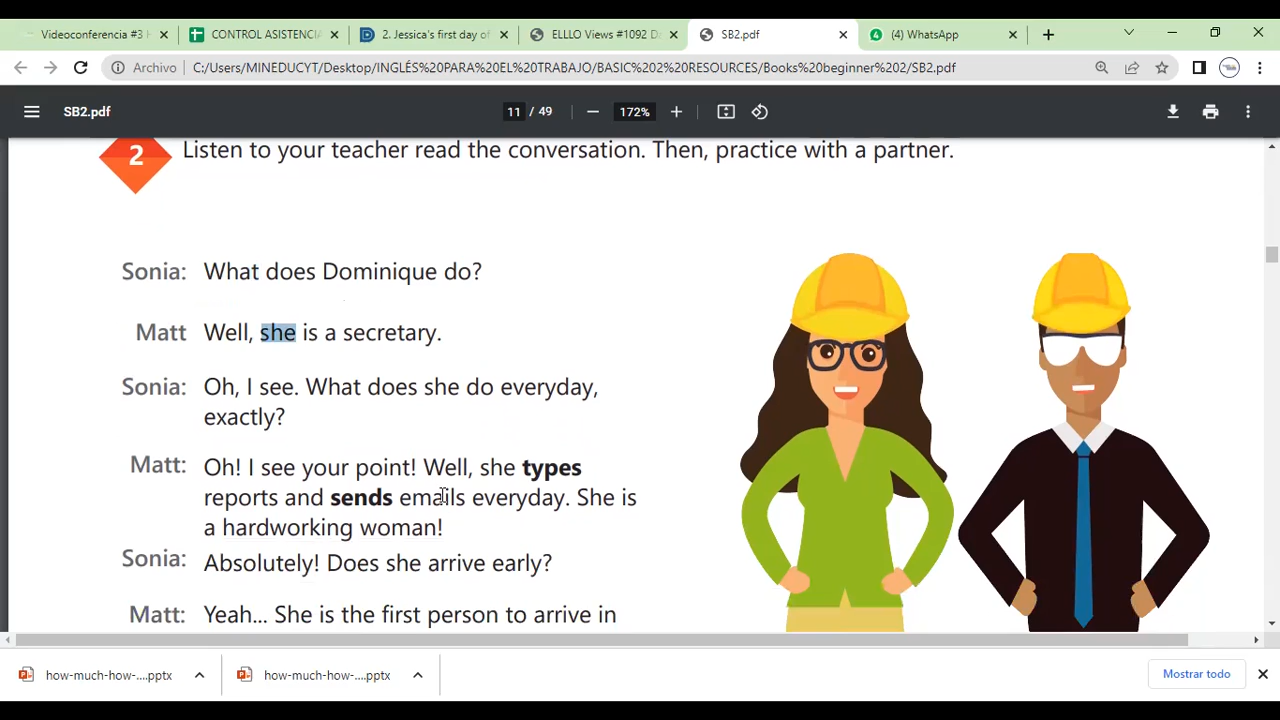 Videoconferencia #3 H
CONTROL ASISTENCIA
2. Jessica's first day of
ELLLO Views #1092 Da
SB2.pdf
(4) WhatsApp
Archivo
C:/Users/MINEDUCYT/Desktop/INGLÉS%20PARA%20EL%20TRABAJO/BASIC%202%20RESOURCES/Books%20beginner%202/SB2.pdf
SB2.pdf
11 / 49
172%
2 Listen to your teacher read the conversation. Then, practice with a partner.
Sonia: What does Dominique do?
Matt Well, she is a secretary.
Sonia: Oh, I see. What does she do everyday,
exactly?
Matt: Oh! I see your point! Well, she types
reports and sends emails everyday. She is
a hardworking woman!
Sonia: Absolutely! Does she arrive early?
Matt: Yeah... She is the first person to arrive in
how-much-how-....pptx
how-much-how-....pptx
Mostrar todo